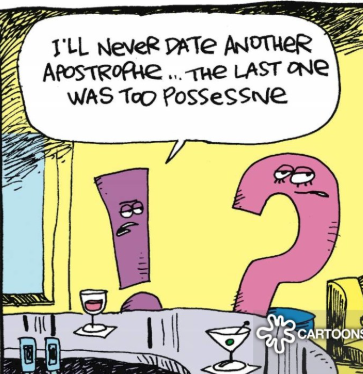 I'LL NEVER DATE ANOTHER
APOSTROPHE... THE LAST ONE
WAS TOO POSSESSIVE
CARTOONS